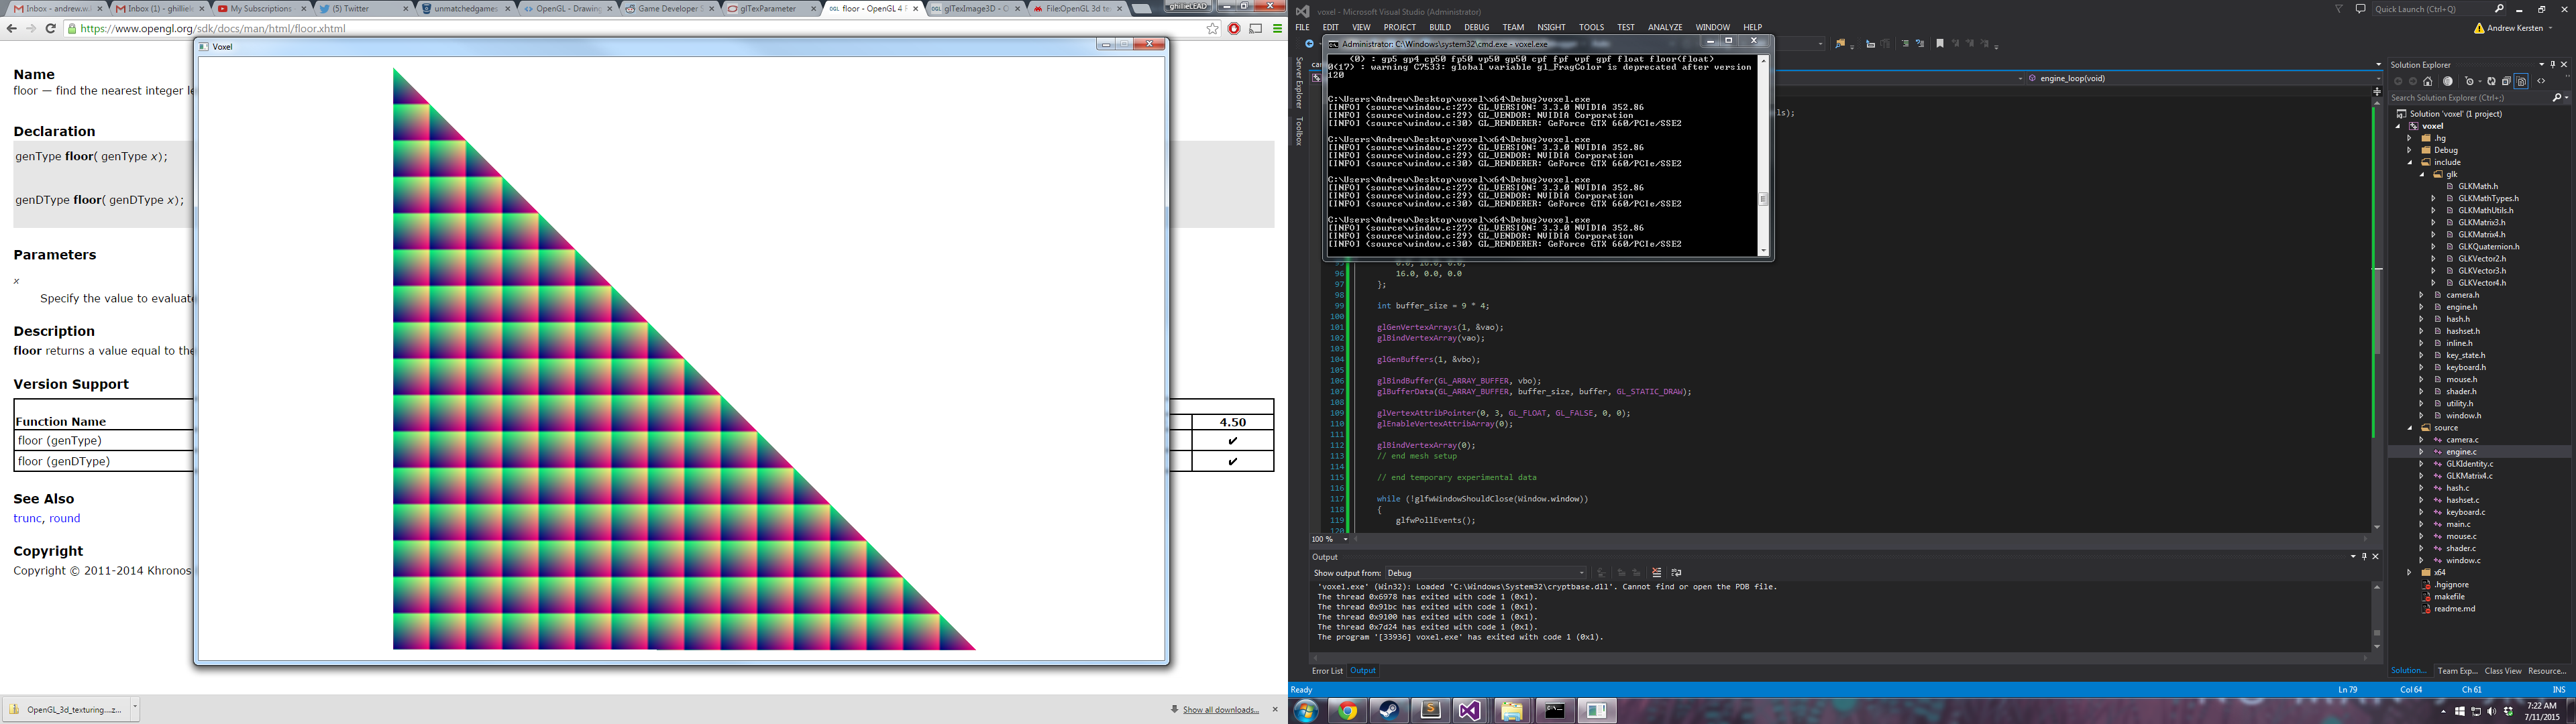 Inbox - andrew.w.k
Inbox (1) - ghilliele
My Subscriptions
(5) Twitter
unmatchedgames
OpenGL - Drawing
Game Developer S
glTexParameter
floor - OpenGL 4 R
glTexImage3D - O
File:OpenGL 3d te
ghillieLEAD
https://www.opengl.org/sdk/docs/man/html/floor.xhtml
Voxel
Name
floor — find the nearest integer le
Declaration
genType floor( genType x);
genDType floor( genDType x);
Parameters
x
Specify the value to evaluate
Description
floor returns a value equal to the
Version Support
Function Name
4.50
floor (genType)
✔
floor (genDType)
✔
See Also
trunc, round
Copyright
Copyright © 2011-2014 Khronos
OpenGL_3d_texturing....z...
Show all downloads...
voxel - Microsoft Visual Studio (Administrator)
Quick Launch (Ctrl+Q)
FILE EDIT VIEW PROJECT BUILD DEBUG TEAM NSIGHT TOOLS TEST ANALYZE WINDOW HELP
Andrew Kersten
Administrator: C:\Windows\system32\cmd.exe - voxel.exe
(0) : gp5 gp4 cp50 fp50 vp50 gp50 cpf fpf vpf gpf float floor(float)
0(17) : warning C7533: global variable gl_FragColor is deprecated after version
120
C:\Users\Andrew\Desktop\voxel\x64\Debug>voxel.exe
[INFO] (source\window.c:27) GL_VERSION: 3.3.0 NVIDIA 352.86
[INFO] (source\window.c:29) GL_VENDOR: NVIDIA Corporation
[INFO] (source\window.c:30) GL_RENDERER: GeForce GTX 660/PCIe/SSE2
C:\Users\Andrew\Desktop\voxel\x64\Debug>voxel.exe
[INFO] (source\window.c:27) GL_VERSION: 3.3.0 NVIDIA 352.86
[INFO] (source\window.c:29) GL_VENDOR: NVIDIA Corporation
[INFO] (source\window.c:30) GL_RENDERER: GeForce GTX 660/PCIe/SSE2
C:\Users\Andrew\Desktop\voxel\x64\Debug>voxel.exe
[INFO] (source\window.c:27) GL_VERSION: 3.3.0 NVIDIA 352.86
[INFO] (source\window.c:29) GL_VENDOR: NVIDIA Corporation
[INFO] (source\window.c:30) GL_RENDERER: GeForce GTX 660/PCIe/SSE2
C:\Users\Andrew\Desktop\voxel\x64\Debug>voxel.exe
[INFO] (source\window.c:27) GL_VERSION: 3.3.0 NVIDIA 352.86
[INFO] (source\window.c:29) GL_VENDOR: NVIDIA Corporation
[INFO] (source\window.c:30) GL_RENDERER: GeForce GTX 660/PCIe/SSE2
Server Explorer
Toolbox
engine_loop(void)
ls);
96 16.0, 0.0, 0.0
97 };
98
99 int buffer_size = 9 * 4;
100
101 glGenVertexArrays(1, &vao);
102 glBindVertexArray(vao);
103
104 glGenBuffers(1, &vbo);
105
106 glBindBuffer(GL_ARRAY_BUFFER, vbo);
107 glBufferData(GL_ARRAY_BUFFER, buffer_size, buffer, GL_STATIC_DRAW);
108
109 glVertexAttribPointer(0, 3, GL_FLOAT, GL_FALSE, 0, 0);
110 glEnableVertexAttribArray(0);
111
112 glBindVertexArray(0);
113 // end mesh setup
114
115 // end temporary experimental data
116
117 while (!glfwWindowShouldClose(Window.window))
118 {
119 glfwPollEvents();
120
100 %
Output
Show output from: Debug
'voxel.exe' (Win32): Loaded 'C:\Windows\System32\cryptbase.dll'. Cannot find or open the PDB file.
The thread 0x6978 has exited with code 1 (0x1).
The thread 0x91bc has exited with code 1 (0x1).
The thread 0x9100 has exited with code 1 (0x1).
The thread 0x7d24 has exited with code 1 (0x1).
The program '[33936] voxel.exe' has exited with code 1 (0x1).
Error List Output
Solution Explorer
Search Solution Explorer (Ctrl+;)
Solution 'voxel' (1 project)
voxel
.hg
Debug
include
glk
GLKMath.h
GLKMathTypes.h
GLKMathUtils.h
GLKMatrix3.h
GLKMatrix4.h
GLKQuaternion.h
GLKVector2.h
GLKVector3.h
GLKVector4.h
camera.h
engine.h
hash.h
hashset.h
inline.h
key_state.h
keyboard.h
mouse.h
shader.h
utility.h
window.h
source
camera.c
engine.c
GLKIdentity.c
GLKMatrix4.c
hash.c
hashset.c
keyboard.c
main.c
mouse.c
shader.c
window.c
x64
.hgignore
makefile
readme.md
Solution... Team Exp... Class View Resource...
Ready
Ln 79 Col 64 Ch 61 INS
7:22 AM
7/11/2015